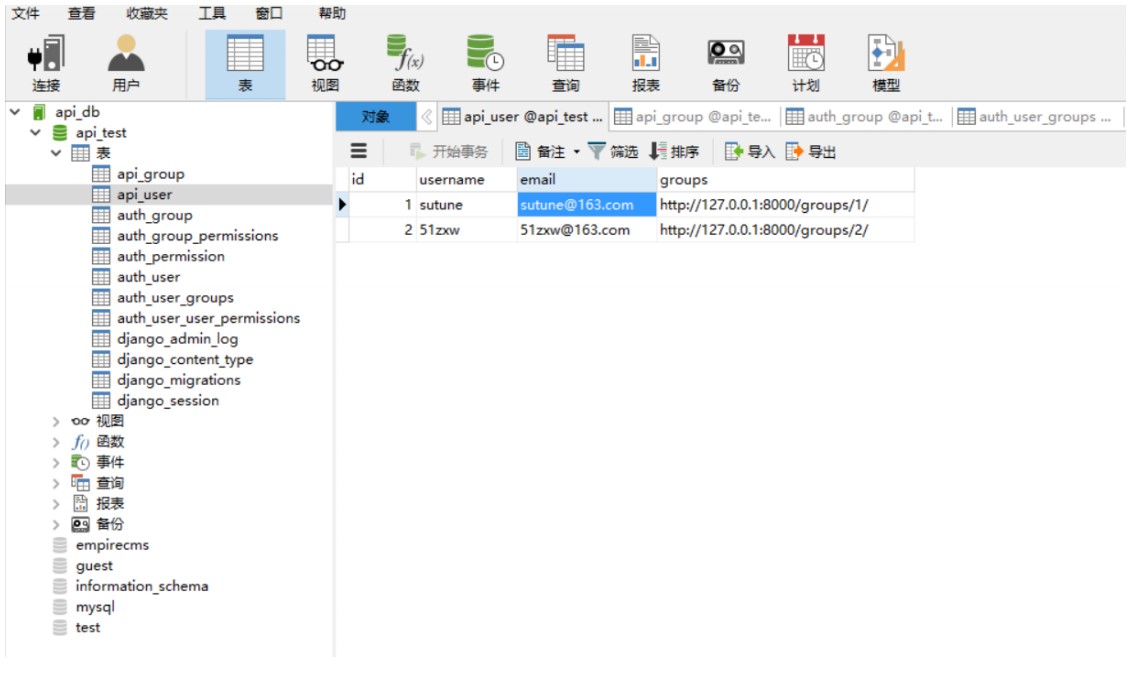 文件 查看 收藏夹 工具 窗口 帮助
f(x)
连接 用户 表 视图 函数 事件 查询 报表 备份 计划 模型
api_db
api_test
表
api_group
api_user
auth_group
auth_group_permissions
auth_permission
auth_user
auth_user_groups
auth_user_user_permissions
django_admin_log
django_content_type
django_migrations
django_session
视图
f() 函数
事件
查询
报表
备份
empirecms
guest
information_schema
mysql
test
对象 api_user @api_test ... api_group @api_te... auth_group @api_t... auth_user_groups ...
开始事务 备注 筛选 排序 导入 导出
id username email groups
1 sutune sutune@163.com http://127.0.0.1:8000/groups/1/
2 51zxw 51zxw@163.com http://127.0.0.1:8000/groups/2/